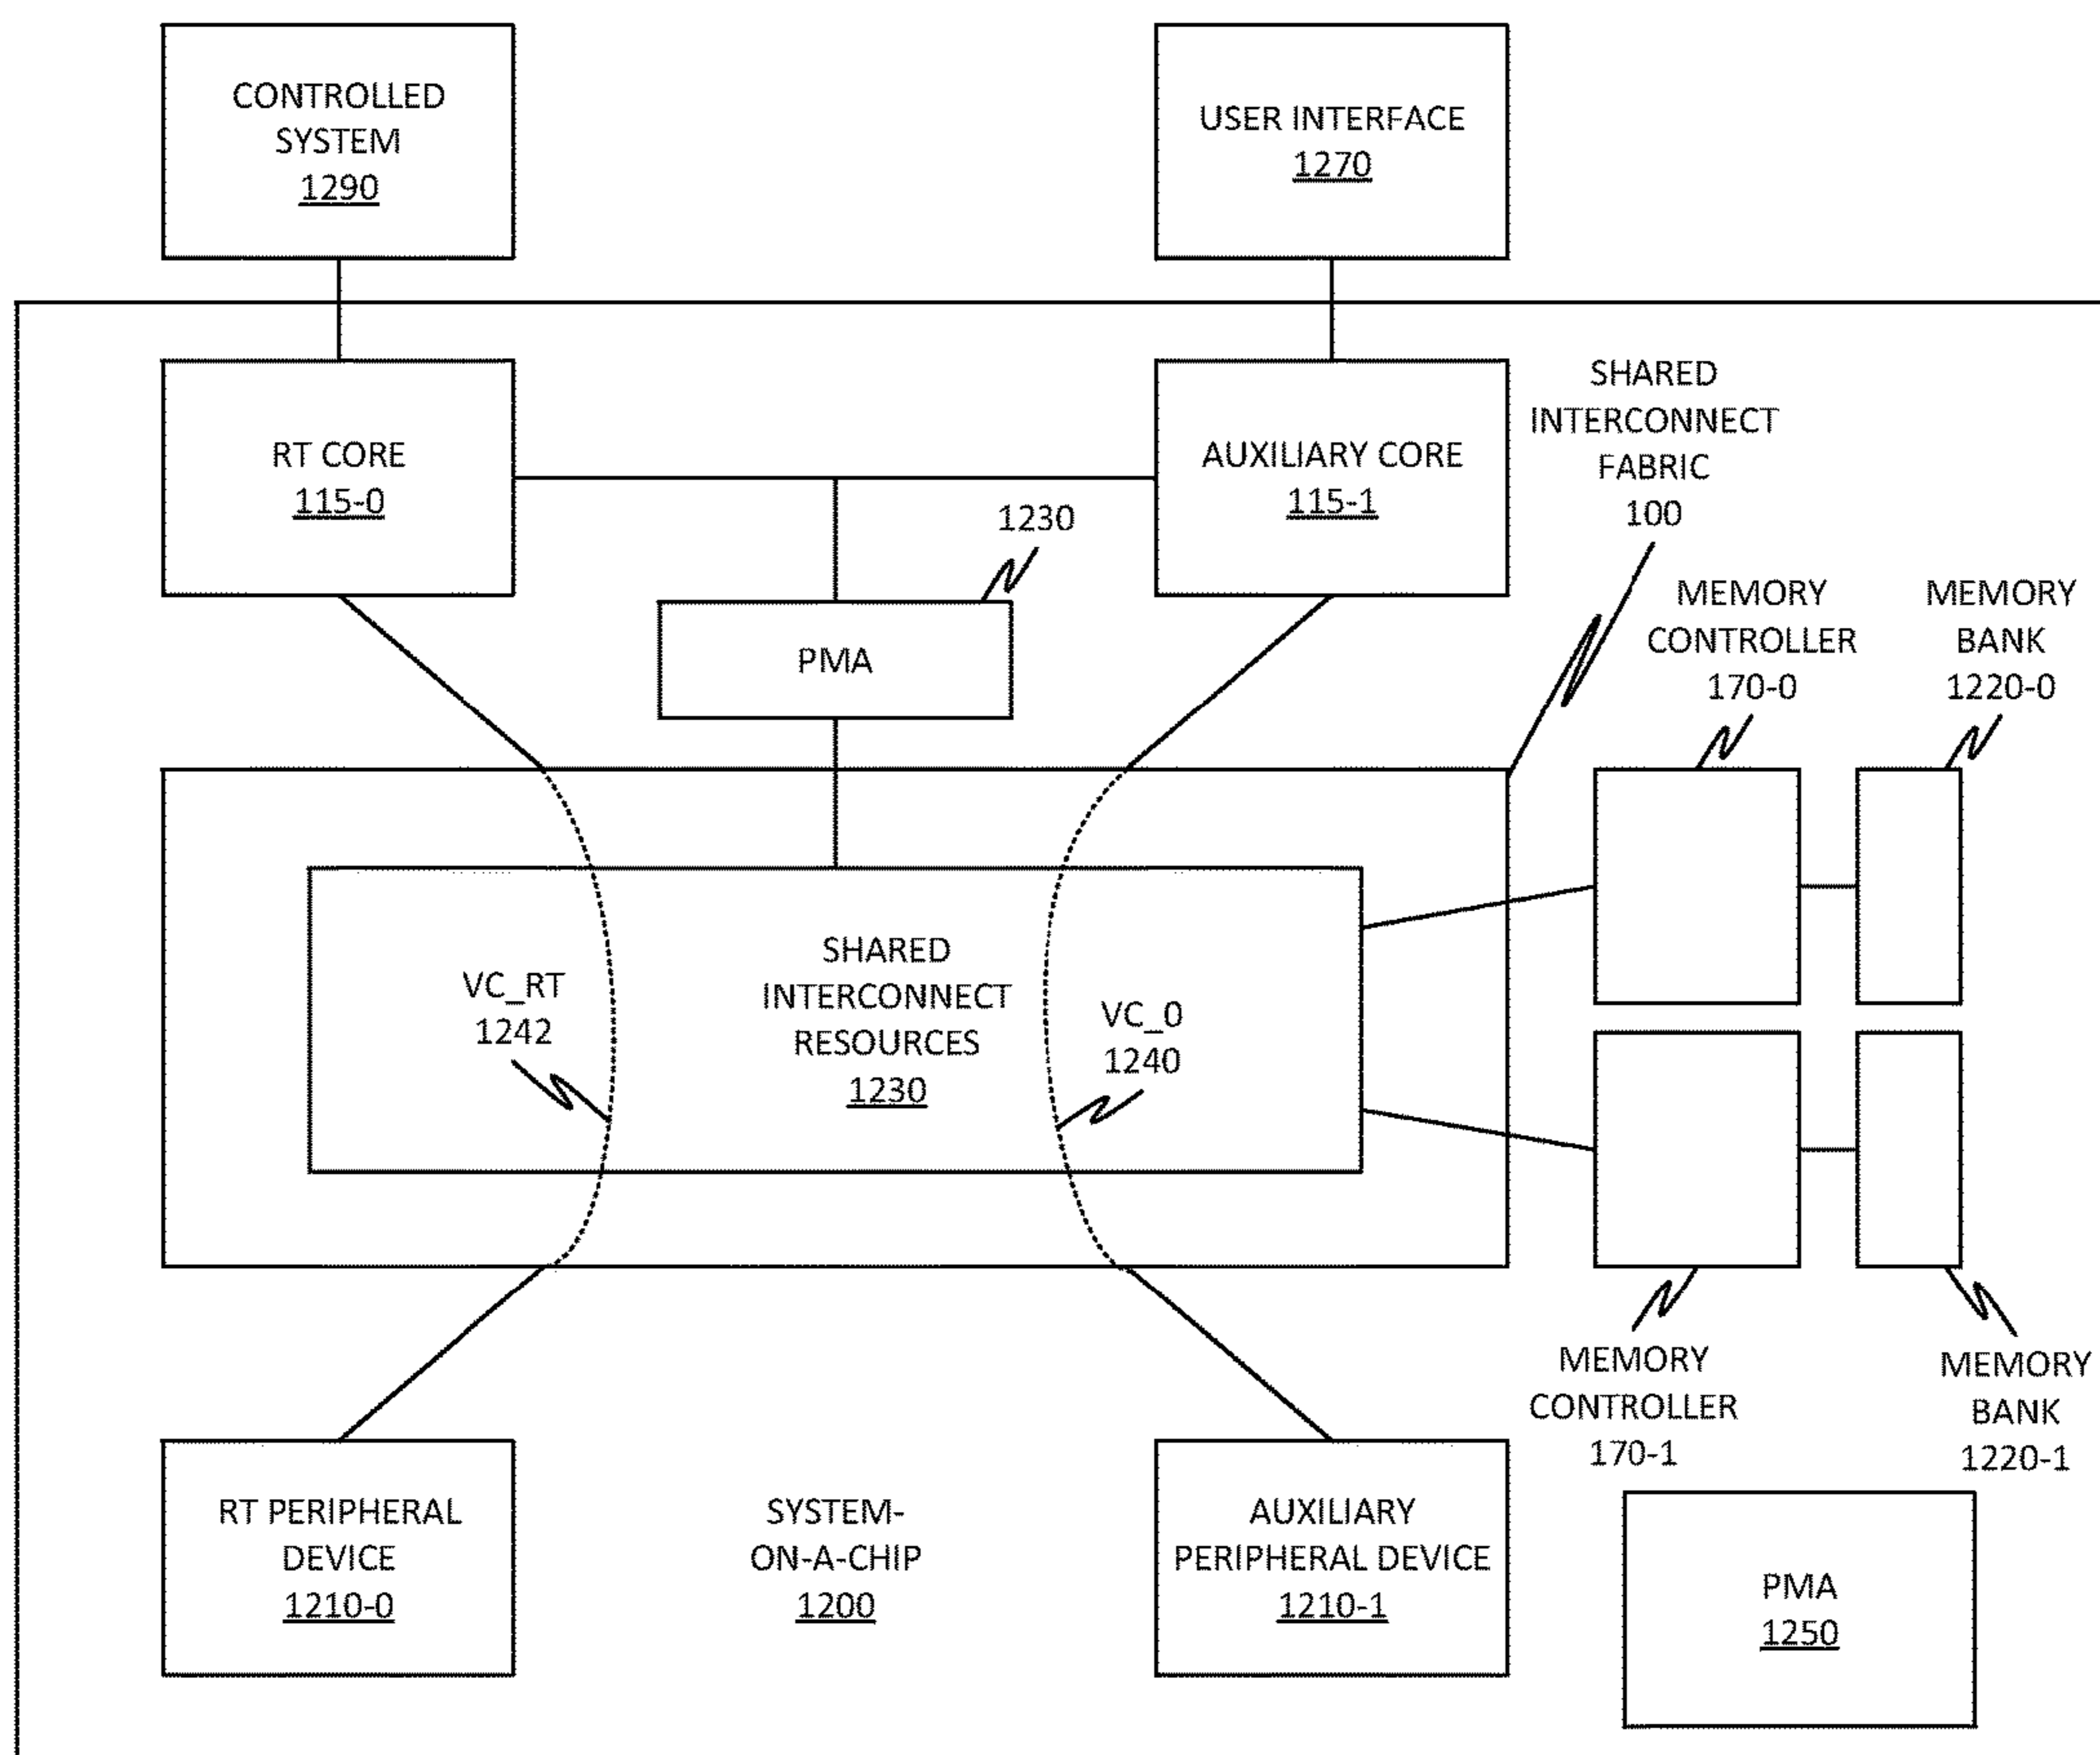 CONTROLLED
SYSTEM
1290
USER INTERFACE
1270
RT CORE
115-0
AUXILIARY CORE
115-1
SHARED
INTERCONNECT
FABRIC
100
1230
PMA
MEMORY
CONTROLLER
170-0
MEMORY
BANK
1220-0
VC_RT
1242
SHARED
INTERCONNECT
RESOURCES
1230
VC_0
1240
MEMORY
CONTROLLER
170-1
MEMORY
BANK
1220-1
RT PERIPHERAL
DEVICE
1210-0
SYSTEM-
ON-A-CHIP
1200
AUXILIARY
PERIPHERAL DEVICE
1210-1
PMA
1250